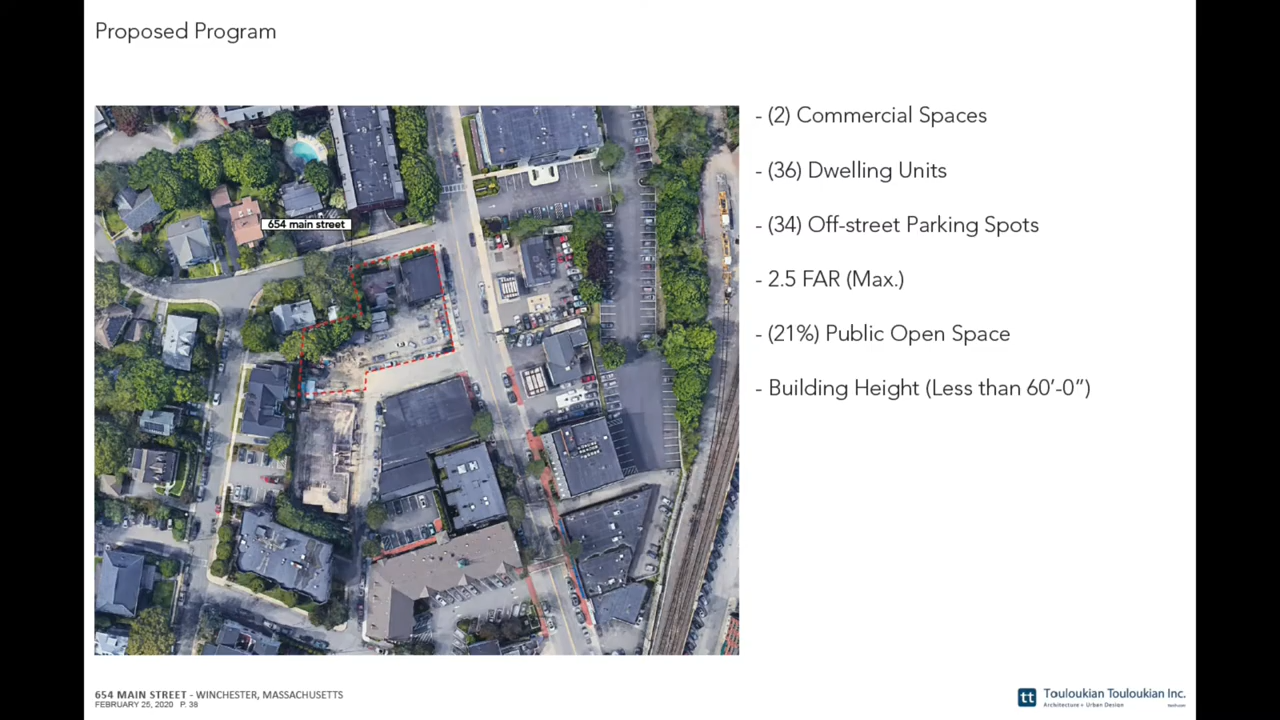 Proposed Program
654 main street
- (2) Commercial Spaces
- (36) Dwelling Units
- (34) Off-street Parking Spots
- 2.5 FAR (Max.)
- (21%) Public Open Space
- Building Height (Less than 60'-0")
654 MAIN STREET - WINCHESTER, MASSACHUSETTS
FEBRUARY 25, 2020 P. 38
tt
Touloukian Touloukian Inc.
Architecture + Urban Design